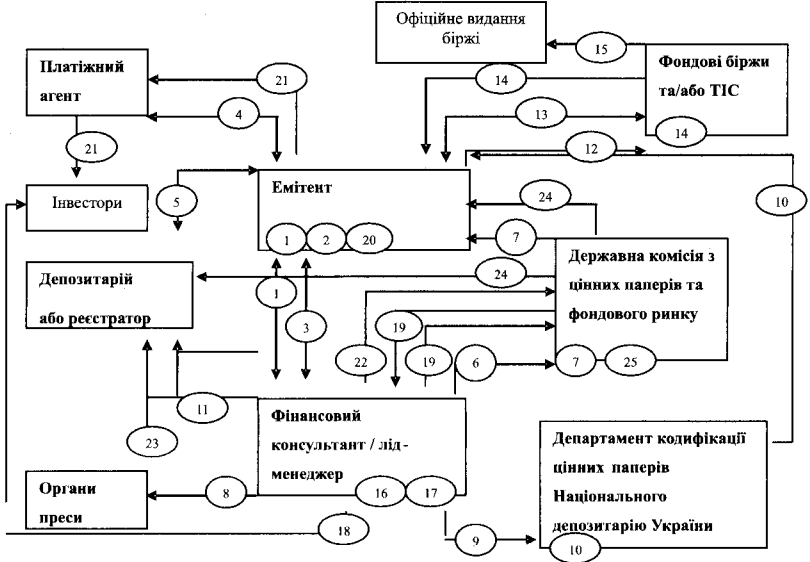 Офіційне видання
біржі
15
Фондові біржи
та/або ТІС
14
Платіжний
агент
21
14
4
13
21
12
Інвестори
5
Емітент
1 2 20
24
7
10
Депозитарій
або реєстратор
24
Державна комісія з
цінних паперів та
фондового ринку
7 25
1
3
22
19
19
6
11
23
Фінансовий
консультант / лід-
менеджер
16 17
Департамент кодифікації
цінних паперів
Національного
депозитарію України
10
Органи
преси
8
18
9